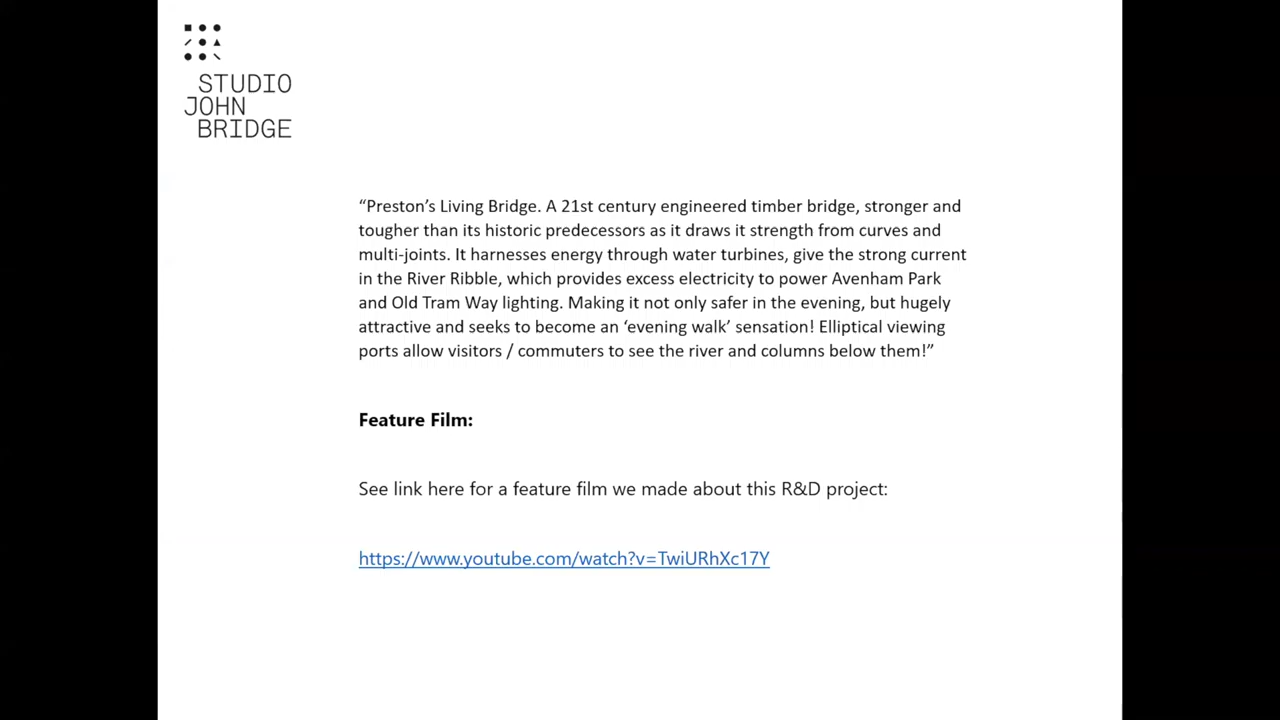 STUDIO
JOHN
BRIDGE
“Preston’s Living Bridge. A 21st century engineered timber bridge, stronger and
tougher than its historic predecessors as it draws it strength from curves and
multi-joints. It harnesses energy through water turbines, give the strong current
in the River Ribble, which provides excess electricity to power Avenham Park
and Old Tram Way lighting. Making it not only safer in the evening, but hugely
attractive and seeks to become an ‘evening walk’ sensation! Elliptical viewing
ports allow visitors / commuters to see the river and columns below them!”
Feature Film:
See link here for a feature film we made about this R&D project:
https://www.youtube.com/watch?v=TwiURhXc17Y